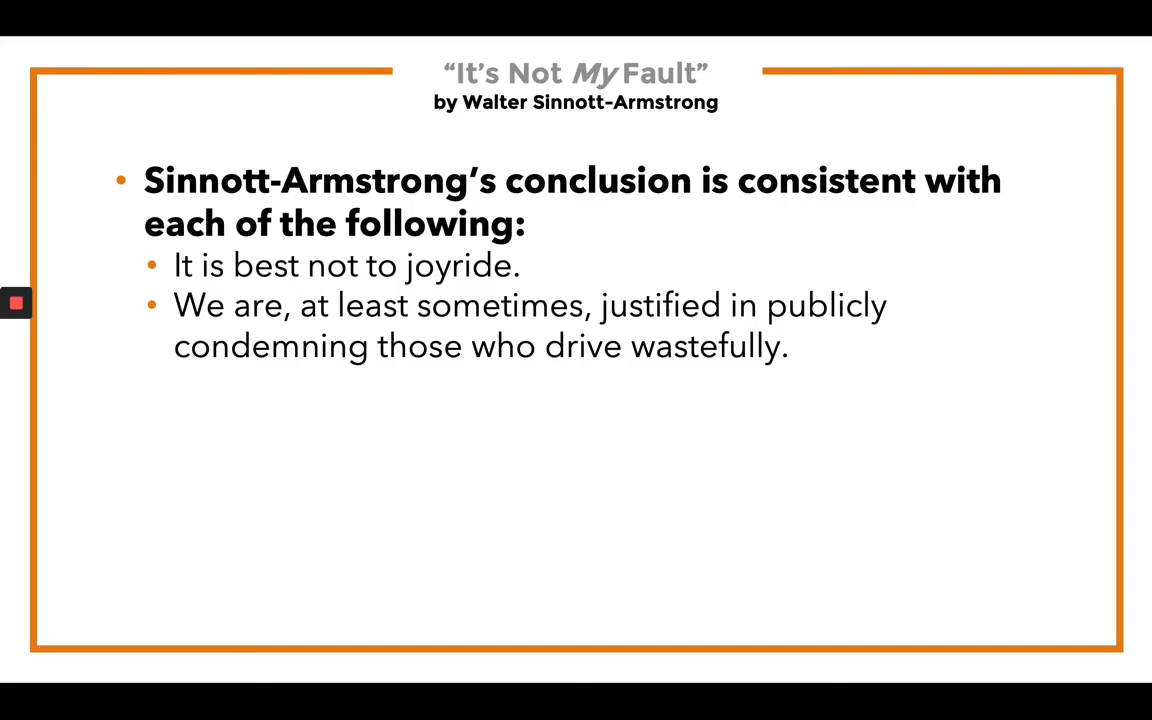 “It’s Not My Fault”
by Walter Sinnott-Armstrong
• Sinnott-Armstrong’s conclusion is consistent with
each of the following:
• It is best not to joyride.
• We are, at least sometimes, justified in publicly
condemning those who drive wastefully.